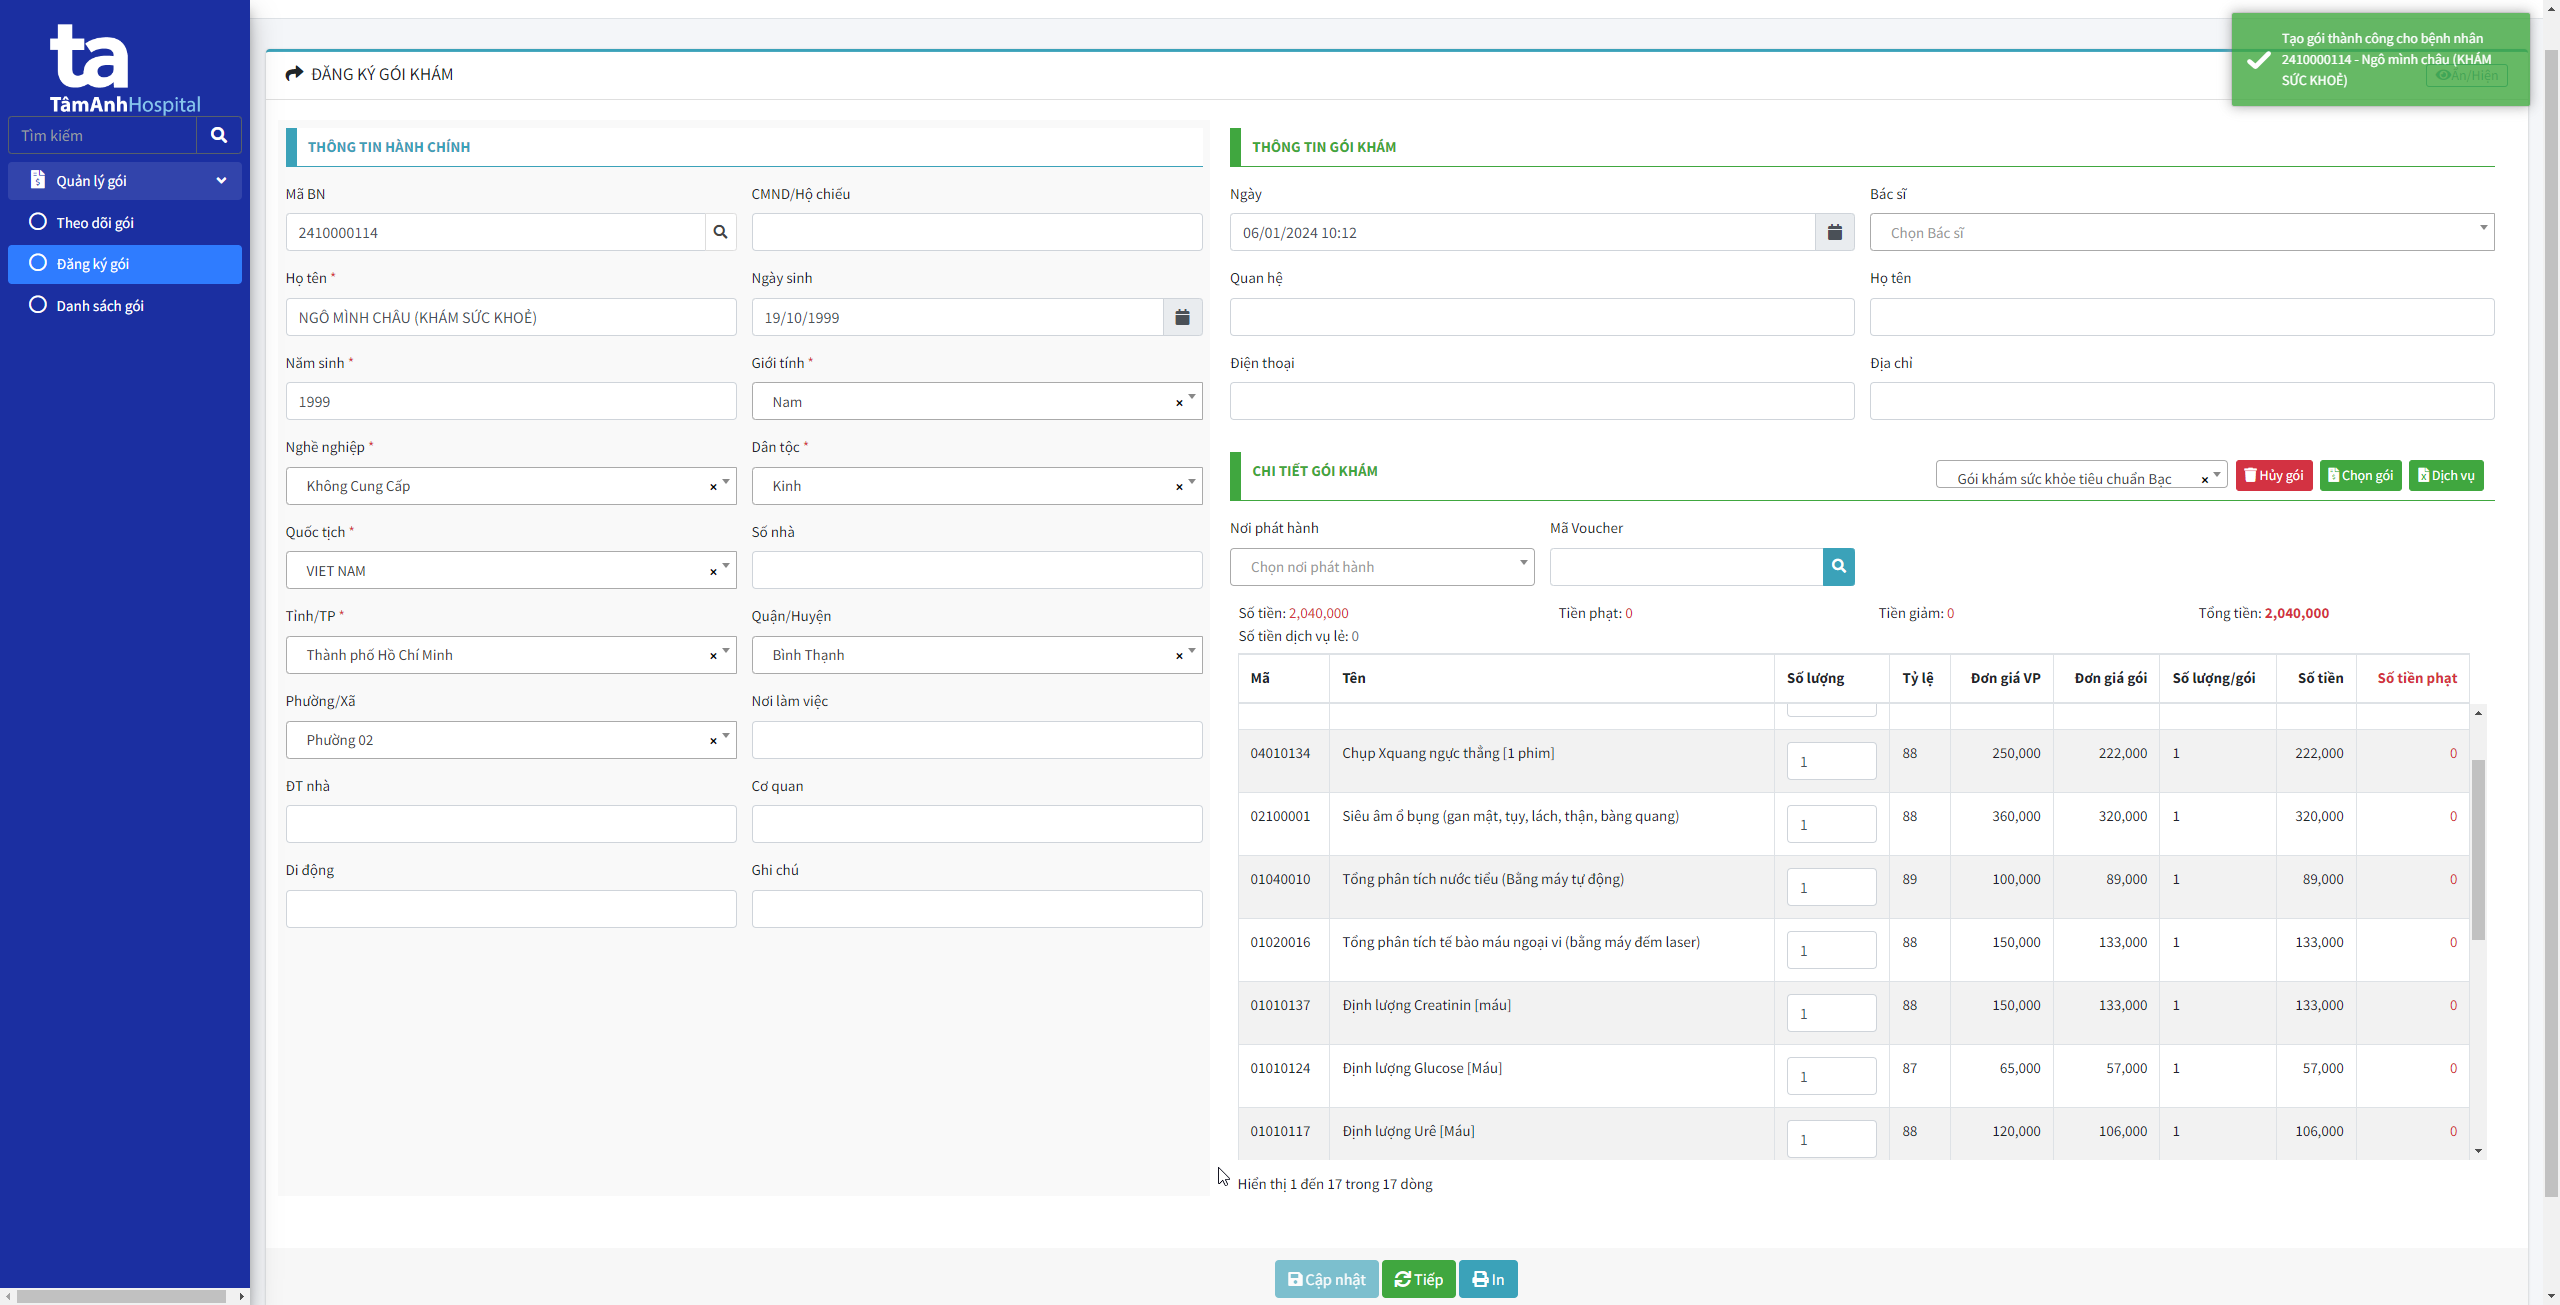 ta
TâmAnhHospital
Tìm kiếm
Quản lý gói
Theo dõi gói
Đăng ký gói
Danh sách gói
ĐĂNG KÝ GÓI KHÁM
Ẩn/Hiện
Tạo gói thành công cho bệnh nhân
2410000114 - Ngô mình châu (KHÁM
SỨC KHOẺ)
THÔNG TIN HÀNH CHÍNH
Mã BN
CMND/Hộ chiếu
2410000114
Họ tên *
Ngày sinh
NGÔ MÌNH CHÂU (KHÁM SỨC KHOẺ)
19/10/1999
Năm sinh *
Giới tính *
1999
Nam
Nghề nghiệp *
Dân tộc *
Không Cung Cấp
Kinh
Quốc tịch *
Số nhà
VIET NAM
Tỉnh/TP *
Quận/Huyện
Thành phố Hồ Chí Minh
Bình Thạnh
Phường/Xã
Nơi làm việc
Phường 02
ĐT nhà
Cơ quan
Di động
Ghi chú
THÔNG TIN GÓI KHÁM
Ngày
Bác sĩ
06/01/2024 10:12
Chọn Bác sĩ
Quan hệ
Họ tên
Điện thoại
Địa chỉ
CHI TIẾT GÓI KHÁM
Gói khám sức khỏe tiêu chuẩn Bạc
Hủy gói
Chọn gói
Dịch vụ
Nơi phát hành
Mã Voucher
Chọn nơi phát hành
Số tiền: 2,040,000
Tiền phạt: 0
Tiền giảm: 0
Tổng tiền: 2,040,000
Số tiền dịch vụ lẻ: 0
Mã Tên Số lượng Tỷ lệ Đơn giá VP Đơn giá gói Số lượng/gói Số tiền Số tiền phạt
04010134 Chụp Xquang ngực thẳng [1 phim] 1 88 250,000 222,000 1 222,000 0
02100001 Siêu âm ổ bụng (gan mật, tụy, lách, thận, bàng quang) 1 88 360,000 320,000 1 320,000 0
01040010 Tổng phân tích nước tiểu (Bằng máy tự động) 1 89 100,000 89,000 1 89,000 0
01020016 Tổng phân tích tế bào máu ngoại vi (bằng máy đếm laser) 1 88 150,000 133,000 1 133,000 0
01010137 Định lượng Creatinin [máu] 1 88 150,000 133,000 1 133,000 0
01010124 Định lượng Glucose [Máu] 1 87 65,000 57,000 1 57,000 0
01010117 Định lượng Urê [Máu] 1 88 120,000 106,000 1 106,000 0
Hiển thị 1 đến 17 trong 17 dòng
Cập nhật
Tiếp
In